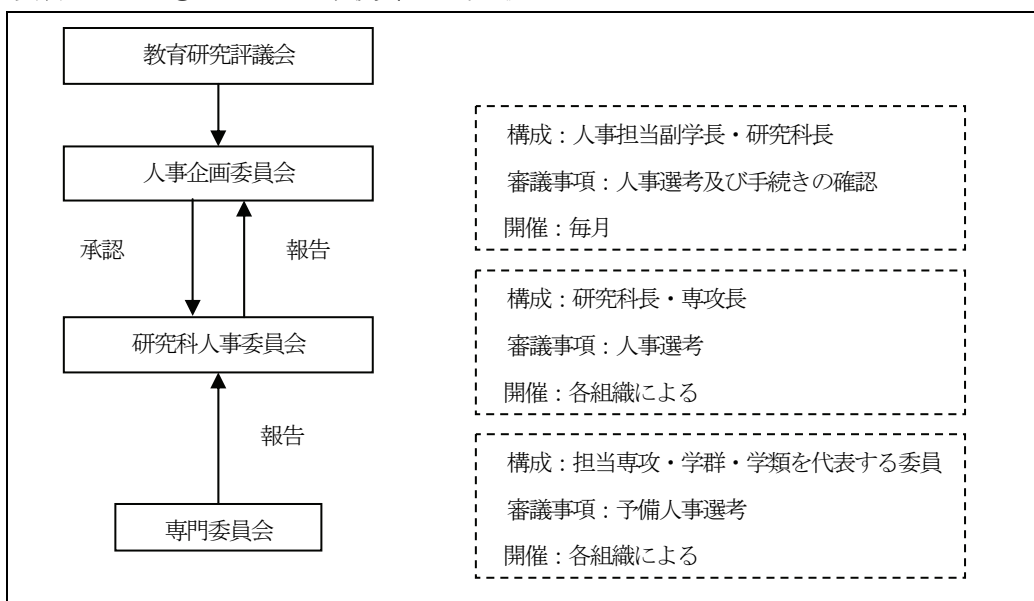 教育研究評議会
人事企画委員会
承認
報告
研究科人事委員会
報告
専門委員会
構成：人事担当副学長・研究科長
審議事項：人事選考及び手続きの確認
開催：毎月
構成：研究科長・専攻長
審議事項：人事選考
開催：各組織による
構成：担当専攻・学群・学類を代表する委員
審議事項：予備人事選考
開催：各組織による